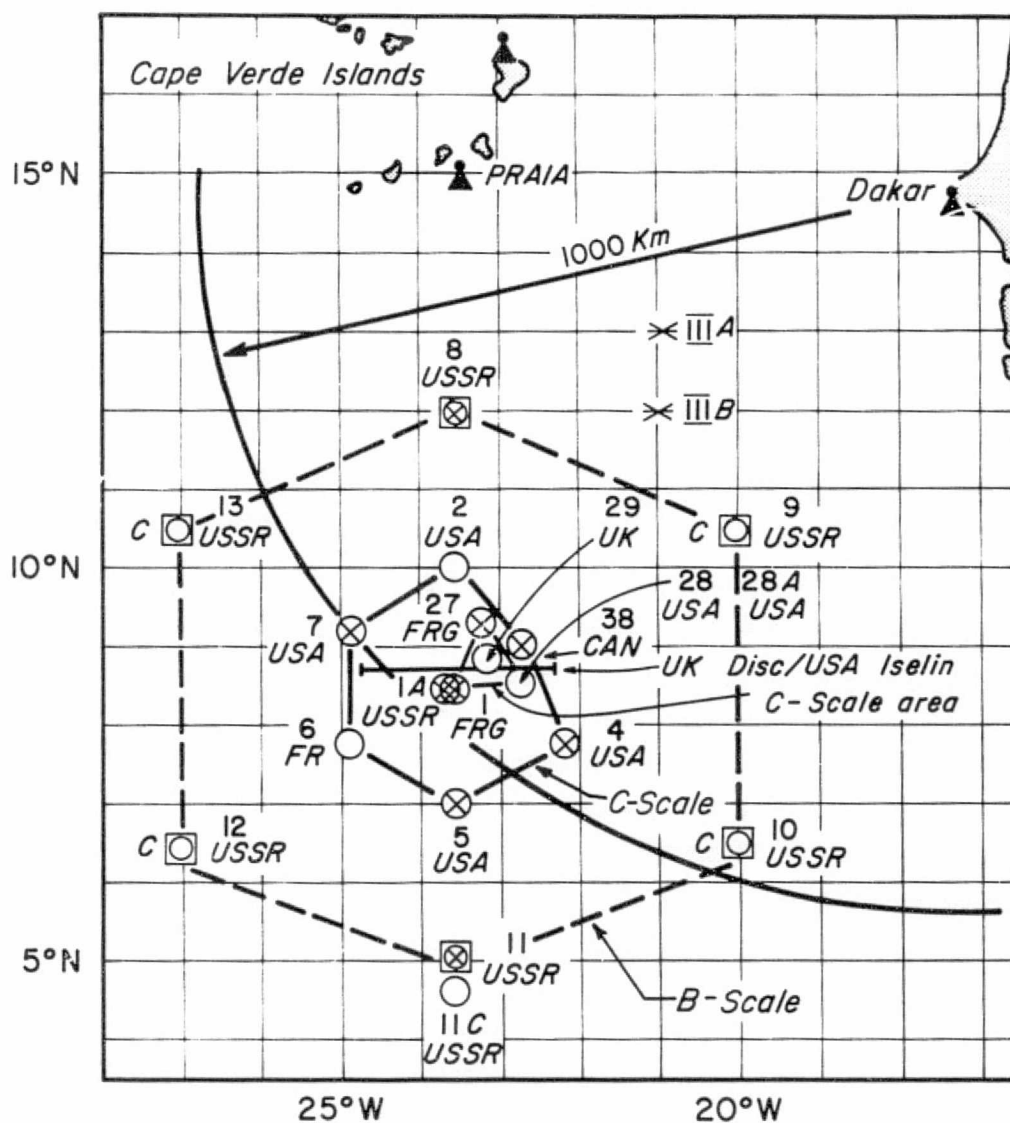 Cape Verde Islands
15°N
PRAIA
Dakar
1000 Km
III A
8
USSR
III B
13
C
USSR
2
USA
29
UK
9
C
USSR
10°N
27
FRG
28
USA
28A
USA
7
USA
38
CAN
UK Disc/USA Iselin
1A
USSR
C-Scale area
1
FRG
6
FR
4
USA
C-Scale
5
USA
12
C
USSR
10
C
USSR
5°N
11
USSR
B-Scale
11C
USSR
25°W
20°W